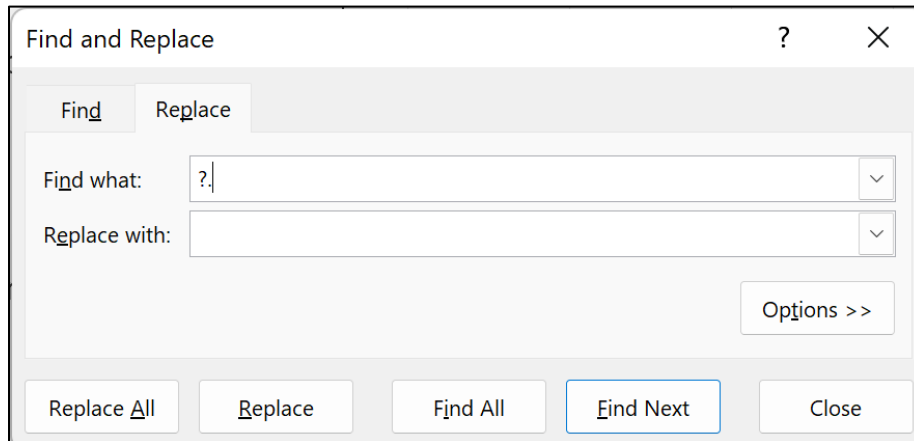 Find and Replace ?
Find Replace
Find what: ?.
Replace with:
Options >>
Replace All Replace Find All Find Next Close